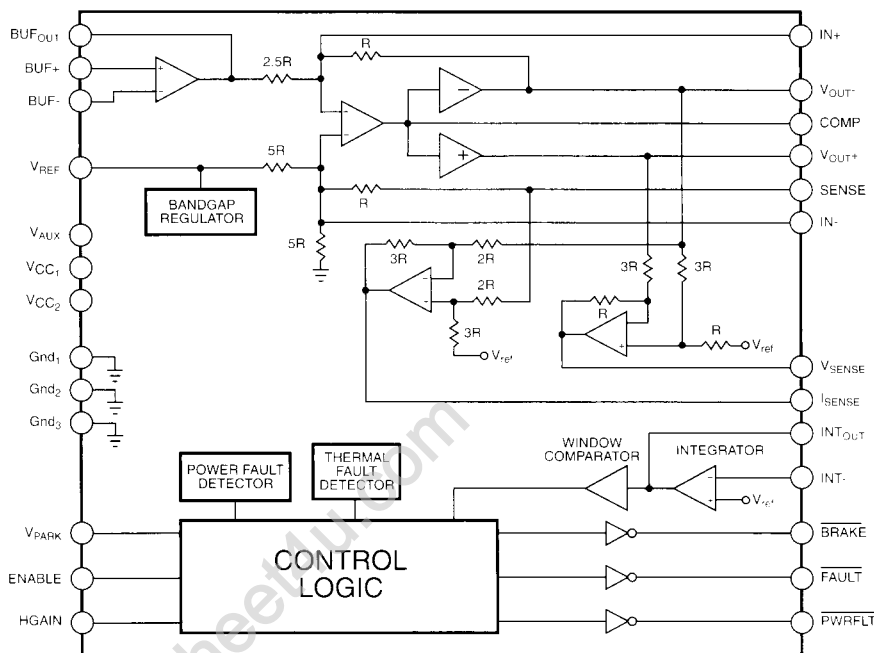 BUFOUT
BUF+
BUF-
VREF
VAUX
VCC1
VCC2
Gnd1
Gnd2
Gnd3
VPARK
ENABLE
HGAIN
2.5R
R
5R
BANDGAP
REGULATOR
R
5R
3R
2R
2R
3R
Vref
3R
3R
R
R
Vref
+
-
-
-
-
+
-
-
+
-
+
IN+
VOUT-
COMP
VOUT+
SENSE
IN-
VSENSE
ISENSE
INTOUT
INT-
BRAKE
FAULT
PWRFLT
WINDOW
COMPARATOR
INTEGRATOR
Vref
POWER FAULT
DETECTOR
THERMAL
FAULT
DETECTOR
CONTROL
LOGIC
heet4u.com